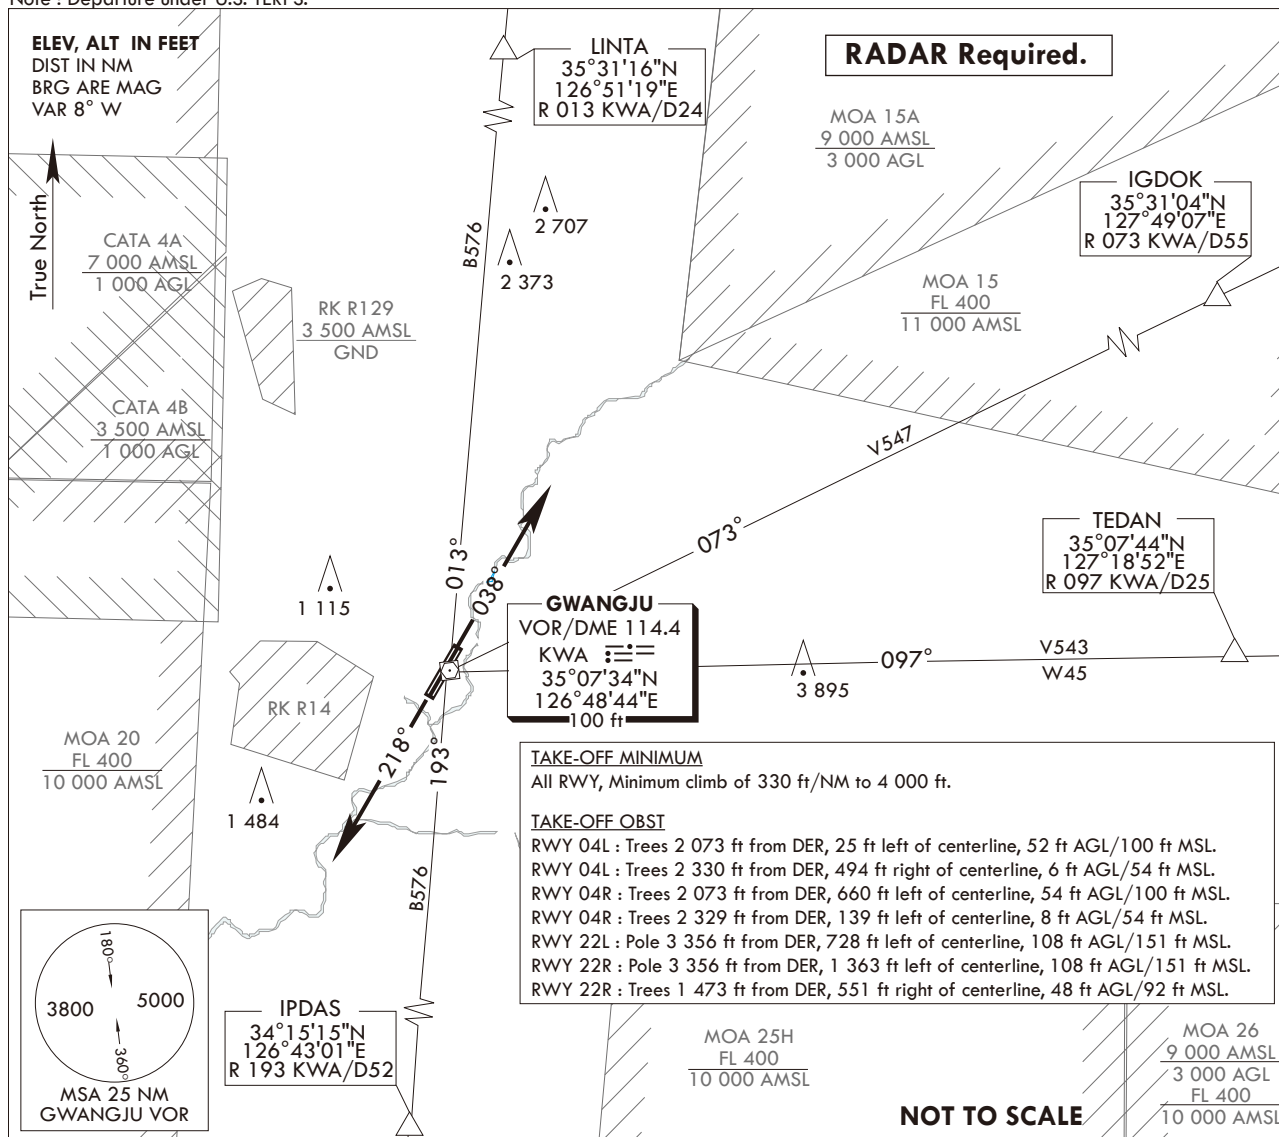 Note : Departure under U.S. TERPS.
ELEV, ALT IN FEET
DIST IN NM
BRG ARE MAG
VAR 8° W
True North
LINTA
35°31'16"N
126°51'19"E
R 013 KWA/D24
RADAR Required.
MOA 15A
9 000 AMSL
3 000 AGL
IGDOK
35°31'04"N
127°49'07"E
R 073 KWA/D55
2 707
B576
2 373
CATA 4A
7 000 AMSL
1 000 AGL
RK R129
3 500 AMSL
GND
MOA 15
FL 400
11 000 AMSL
CATA 4B
3 500 AMSL
1 000 AGL
V547
073°
013°
038
1 115
TEDAN
35°07'44"N
127°18'52"E
R 097 KWA/D25
GWANGJU
VOR/DME 114.4
KWA
35°07'34"N
126°48'44"E
100 ft
097°
V543
W45
3 895
RK R14
MOA 20
FL 400
10 000 AMSL
218°
193°
1 484
B576
TAKE-OFF MINIMUM
All RWY, Minimum climb of 330 ft/NM to 4 000 ft.
TAKE-OFF OBST
RWY 04L : Trees 2 073 ft from DER, 25 ft left of centerline, 52 ft AGL/100 ft MSL.
RWY 04L : Trees 2 330 ft from DER, 494 ft right of centerline, 6 ft AGL/54 ft MSL.
RWY 04R : Trees 2 073 ft from DER, 660 ft left of centerline, 54 ft AGL/100 ft MSL.
RWY 04R : Trees 2 329 ft from DER, 139 ft left of centerline, 8 ft AGL/54 ft MSL.
RWY 22L : Pole 3 356 ft from DER, 728 ft left of centerline, 108 ft AGL/151 ft MSL.
RWY 22R : Pole 3 356 ft from DER, 1 363 ft left of centerline, 108 ft AGL/151 ft MSL.
RWY 22R : Trees 1 473 ft from DER, 551 ft right of centerline, 48 ft AGL/92 ft MSL.
180°
3800
5000
360°
MSA 25 NM
GWANGJU VOR
IPDAS
34°15'15"N
126°43'01"E
R 193 KWA/D52
MOA 25H
FL 400
10 000 AMSL
MOA 26
9 000 AMSL
3 000 AGL
FL 400
10 000 AMSL
NOT TO SCALE